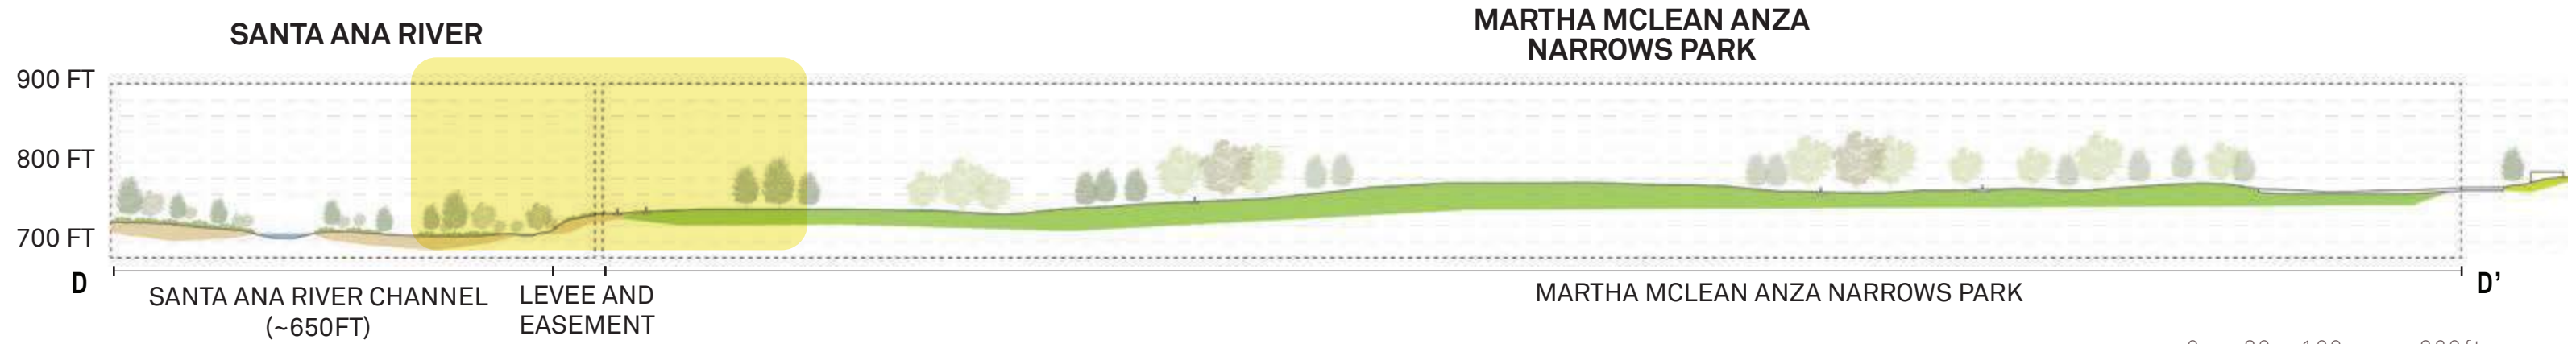 SANTA ANA RIVER
MARTHA MCLEAN ANZA
NARROWS PARK
900 FT
800 FT
700 FT
D
D’
SANTA ANA RIVER CHANNEL
(~650FT)
LEVEE AND
EASEMENT
MARTHA MCLEAN ANZA NARROWS PARK